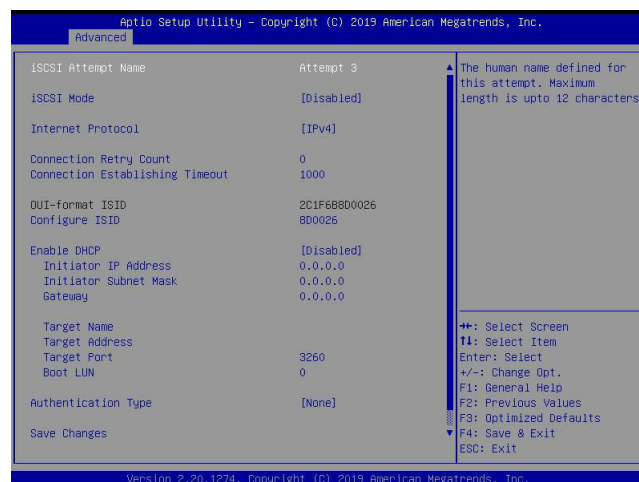 Aptio Setup Utility – Copyright (C) 2019 American Megatrends, Inc.
Advanced
iSCSI Attempt Name Attempt 3
iSCSI Mode [Disabled]
Internet Protocol [IPv4]
Connection Retry Count 0
Connection Establishing Timeout 1000
OUI-format ISID 2C1F6B8D0026
Configure ISID 8D0026
Enable DHCP [Disabled]
Initiator IP Address 0.0.0.0
Initiator Subnet Mask 0.0.0.0
Gateway 0.0.0.0
Target Name
Target Address
Target Port 3260
Boot LUN 0
Authentication Type [None]
Save Changes
The human name defined for
this attempt. Maximum
length is upto 12 characters
→←: Select Screen
↑↓: Select Item
Enter: Select
+/-: Change Opt.
F1: General Help
F2: Previous Values
F3: Optimized Defaults
F4: Save & Exit
ESC: Exit
Version 2.20.1274. Copyright (C) 2019 American Megatrends, Inc.